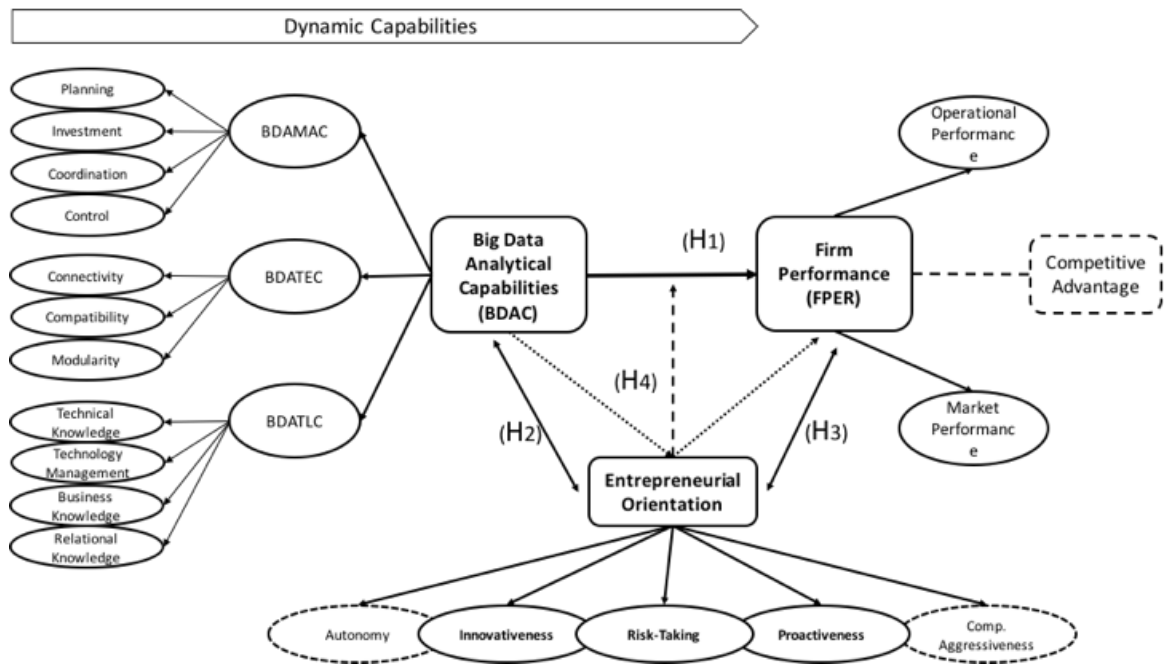 Dynamic Capabilities
Planning
Investment
Coordination
Control
BDAMAC
Connectivity
Compatibility
Modularity
BDATEC
Technical
Knowledge
Technology
Management
Business
Knowledge
Relational
Knowledge
BDATLC
Big Data
Analytical
Capabilities
(BDAC)
(H1)
(H2)
(H4)
(H3)
Firm
Performance
(FPER)
Operational
Performanc
e
Competitive
Advantage
Market
Performanc
e
Entrepreneurial
Orientation
Autonomy
Innovativeness
Risk-Taking
Proactiveness
Comp.
Aggressiveness